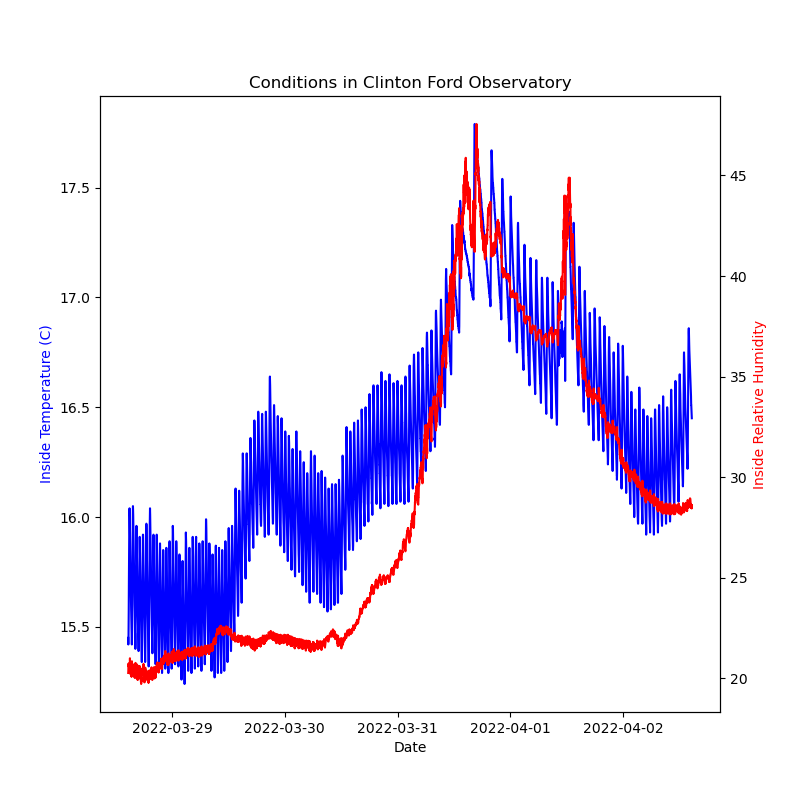 Conditions in Clinton Ford Observatory
17.5
17.0
16.5
16.0
15.5
Inside Temperature (C)
45
40
35
30
25
20
Inside Relative Humidity
2022-03-29 2022-03-30 2022-03-31 2022-04-01 2022-04-02
Date